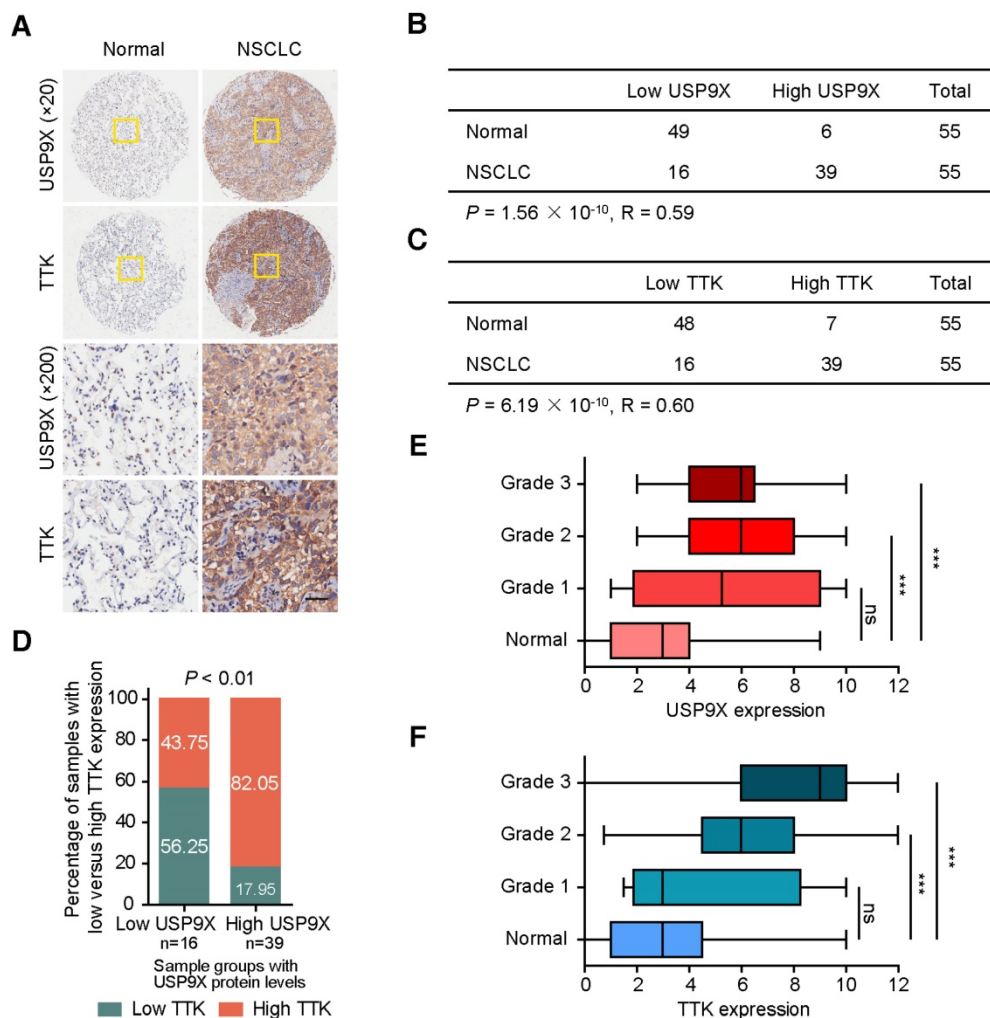 A
Normal NSCLC
USP9X (×20)
TTK
USP9X (×200)
TTK
B
Low USP9X High USP9X Total
Normal 49 6 55
NSCLC 16 39 55
P = 1.56 × 10⁻¹⁰, R = 0.59
C
Low TTK High TTK Total
Normal 48 7 55
NSCLC 16 39 55
P = 6.19 × 10⁻¹⁰, R = 0.60
D
P < 0.01
Percentage of samples with
low versus high TTK expression
100
80
60
40
20
0
43.75
56.25
82.05
17.95
Low USP9X High USP9X
n=16 n=39
Sample groups with
USP9X protein levels
Low TTK High TTK
E
Grade 3
Grade 2
Grade 1
Normal
ns
***
***
0 2 4 6 8 10 12
USP9X expression
F
Grade 3
Grade 2
Grade 1
Normal
ns
***
***
0 2 4 6 8 10 12
TTK expression